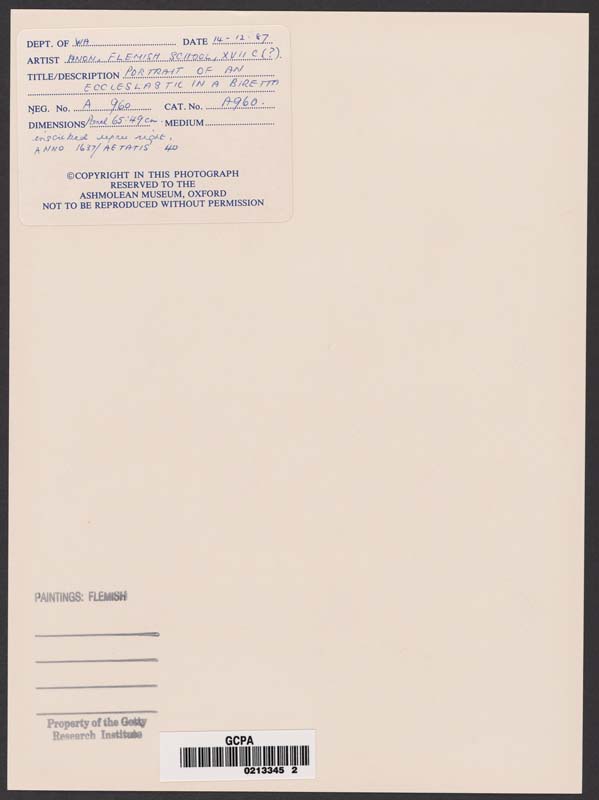 DEPT. OF WA DATE 14-12-87
ARTIST ANON, FLEMISH SCHOOL, XVII C (?).
TITLE/DESCRIPTION PORTRAIT OF AN
ECCLESLASTIC IN A BIRETTA
NEG. No. A 960 CAT. No. A960.
DIMENSIONS Panel 65 × 49 cm. MEDIUM
inscribed upper right,
ANNO 1637/AETATIS 40
©COPYRIGHT IN THIS PHOTOGRAPH
RESERVED TO THE
ASHMOLEAN MUSEUM, OXFORD
NOT TO BE REPRODUCED WITHOUT PERMISSION
PAINTINGS: FLEMISH
Property of the Getty
Research Institute
GCPA
0213345 2